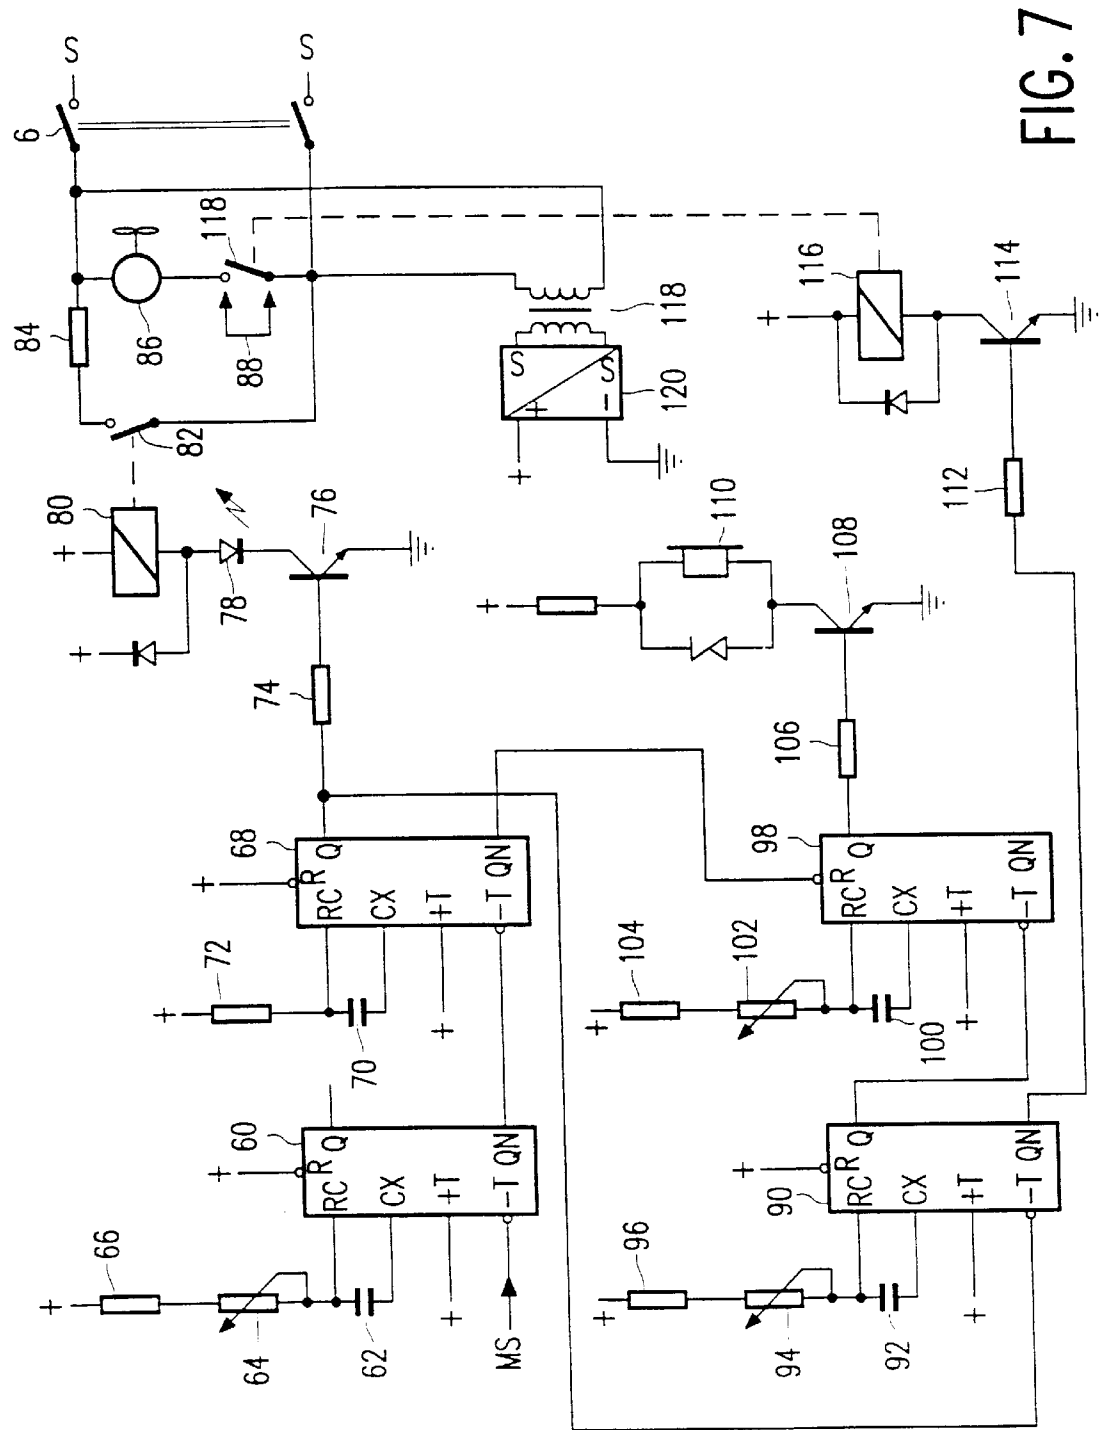 FIG. 7
S
S
6
118
84
86
88
82
80
+
+
78
76
74
118
S
S
+
−
120
+
116
+
114
112
110
+
108
106
68
+
R
Q
RC
CX
+T
−T
QN
72
+
70
+
60
+
R
Q
RC
CX
+T
−T
QN
66
+
64
62
+
MS
98
R
Q
RC
CX
+T
−T
QN
104
102
+
100
+
90
+
R
Q
RC
CX
+T
−T
QN
96
+
94
92
+